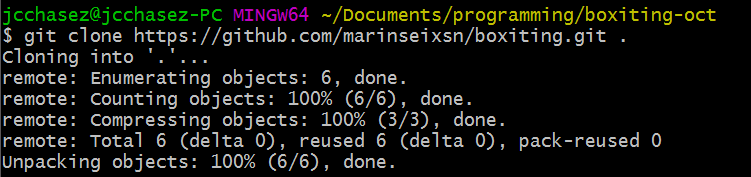 jcchasez@jcchasez-PC MINGW64 ~/Documents/programming/boxiting-oct
$ git clone https://github.com/marinseixsn/boxiting.git .
Cloning into '.'...
remote: Enumerating objects: 6, done.
remote: Counting objects: 100% (6/6), done.
remote: Compressing objects: 100% (3/3), done.
remote: Total 6 (delta 0), reused 6 (delta 0), pack-reused 0
Unpacking objects: 100% (6/6), done.